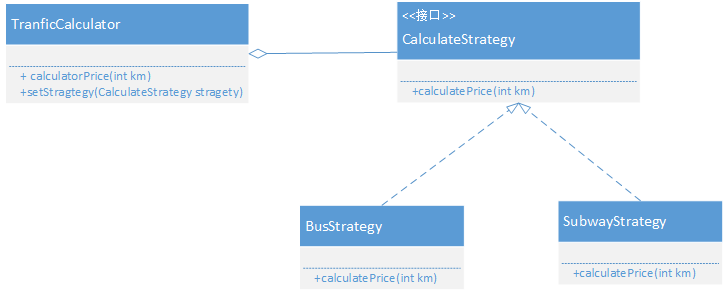 TranficCalculator
+ calculatorPrice(int km)
+setStragtegy(CalculateStrategy stragety)
<<接口>>
CalculateStrategy
+calculatePrice(int km)
BusStrategy
+calculatePrice(int km)
SubwayStrategy
+calculatePrice(int km)